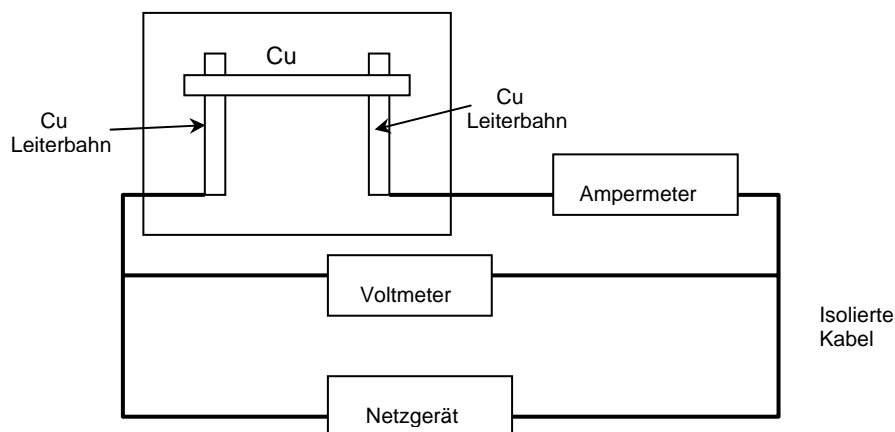 Cu
Cu
Leiterbahn
Cu
Leiterbahn
Ampermeter
Voltmeter
Isolierte
Kabel
Netzgerät